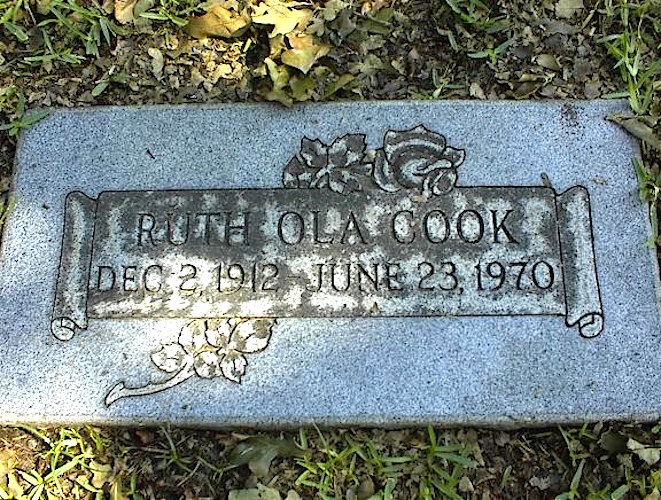 RUTH OLA COOK
DEC. 2, 1912 - JUNE 23, 1970